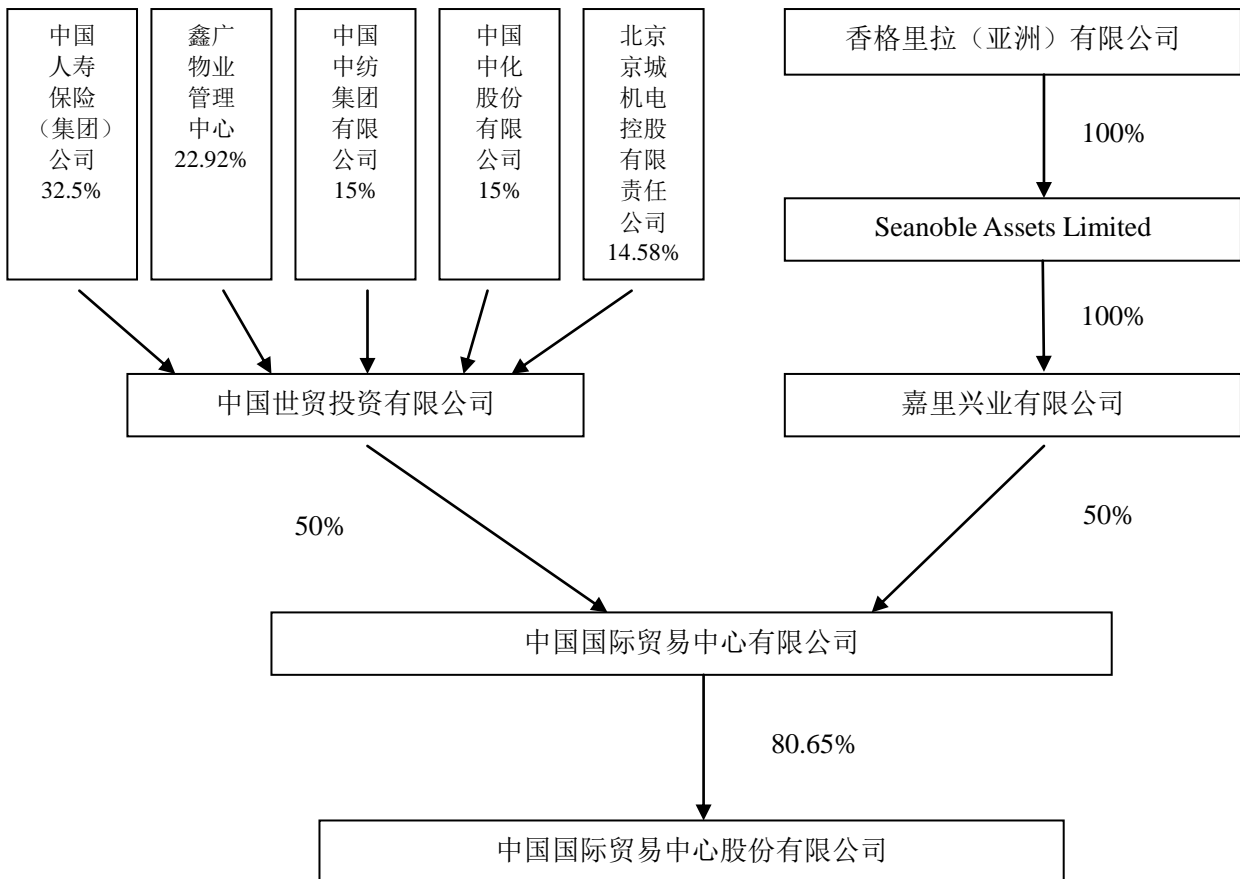 中国
人寿
保险
（集团）
公司
32.5%
鑫广
物业
管理
中心
22.92%
中国
中纺
集团
有限
公司
15%
中国
中化
股份
有限
公司
15%
北京
京城
机电
控股
有限
责任
公司
14.58%
香格里拉（亚洲）有限公司
100%
Seanoble Assets Limited
100%
中国世贸投资有限公司
嘉里兴业有限公司
50%
50%
中国国际贸易中心有限公司
80.65%
中国国际贸易中心股份有限公司